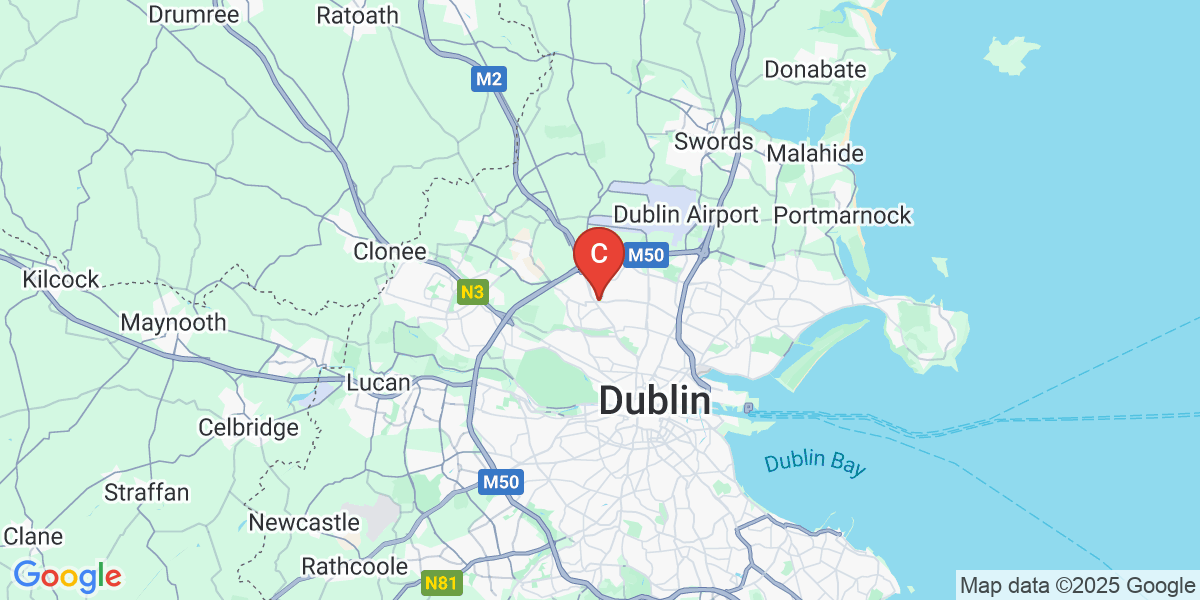 Drumree
Ratoath
Donabate
M2
Swords
Malahide
Dublin Airport
Portmarnock
Clonee
C
M50
Kilcock
N3
Maynooth
Lucan
Dublin
Celbridge
Dublin Bay
M50
Straffan
Newcastle
Clane
Rathcoole
N81
Google
Map data ©2025 Google